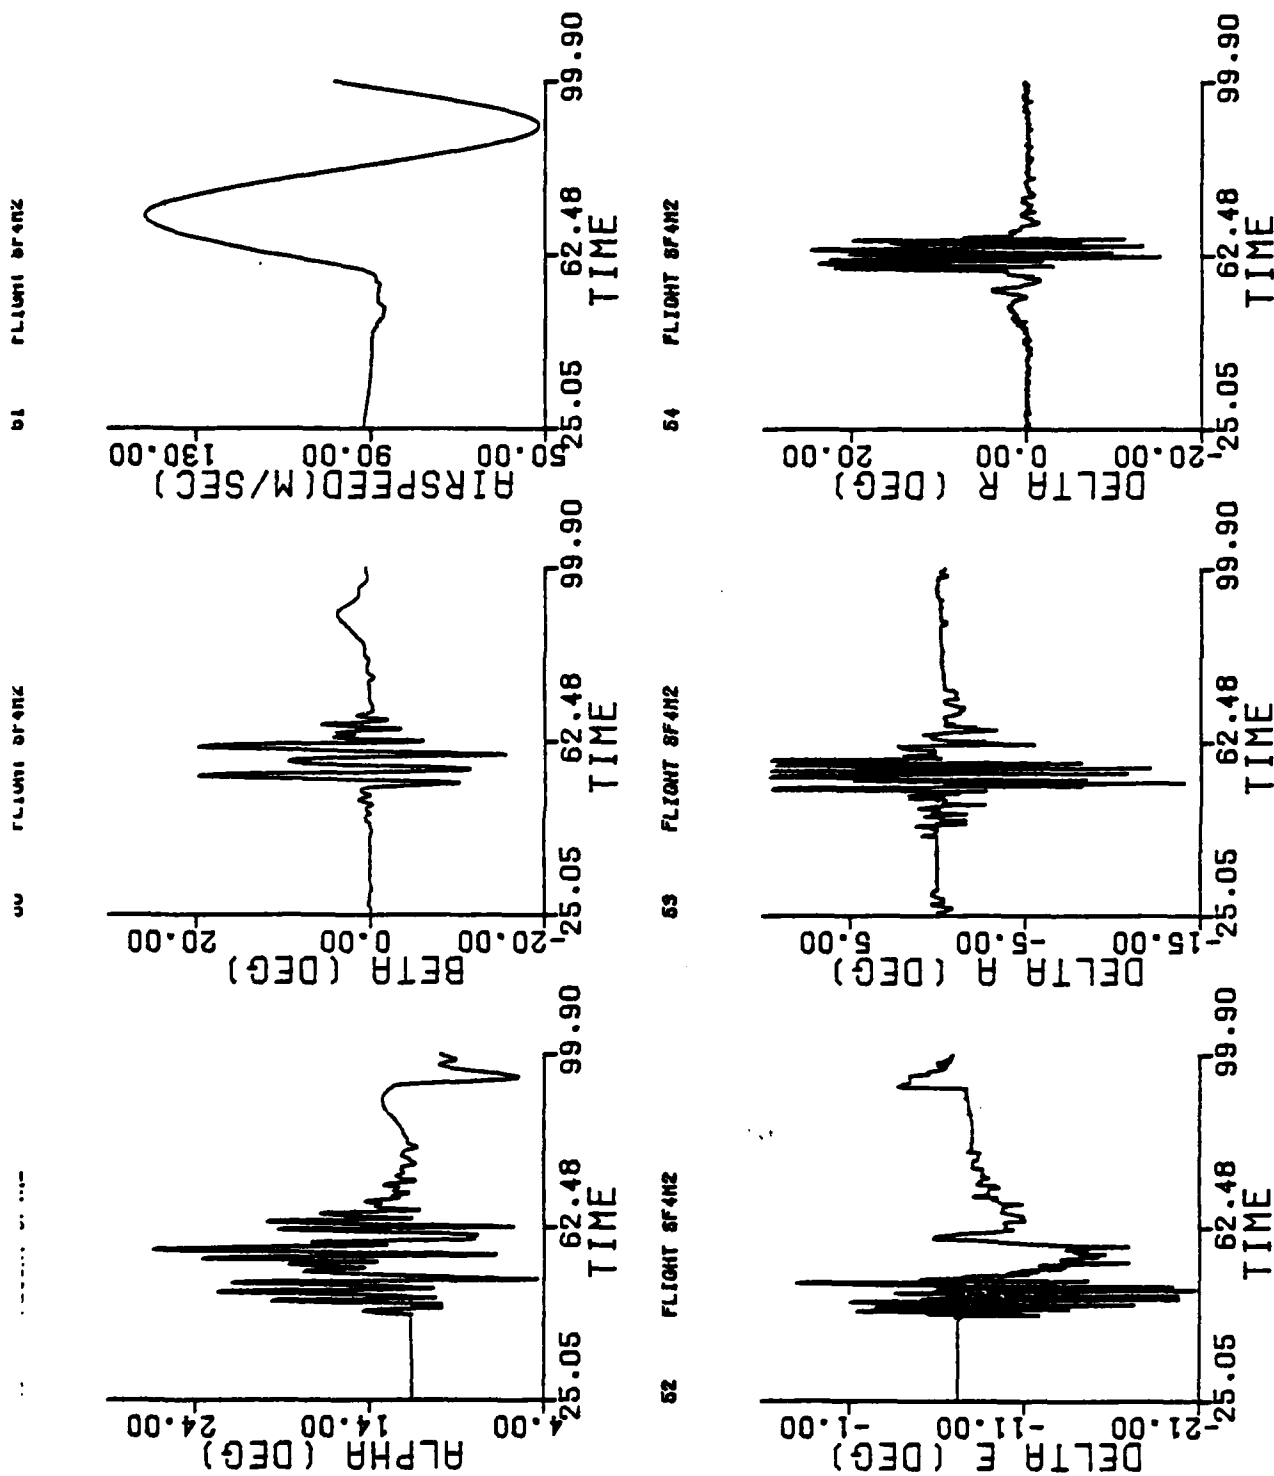 24.00
14.00
4.00
ALPHA (DEG)
25.05 62.48 99.90
TIME
20.00
0.00
-20.00
BETA (DEG)
25.05 62.48 99.90
TIME
130.00
90.00
50.00
AIRSPEED(M/SEC)
25.05 62.48 99.90
TIME
52 FLIGHT 8F4M2
-1.00
-11.00
-21.00
DELTA E (DEG)
25.05 62.48 99.90
TIME
53 FLIGHT 8F4M2
5.00
-5.00
-15.00
DELTA A (DEG)
25.05 62.48 99.90
TIME
54 FLIGHT 8F4M2
20.00
0.00
-20.00
DELTA R (DEG)
25.05 62.48 99.90
TIME